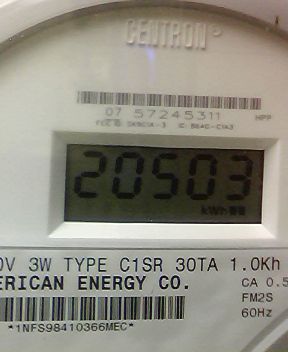 CENTRON®
07 57245311
HPP
20503
kWh
0V 3W TYPE C1SR 30TA 1.0Kh
ERICAN ENERGY CO.
CA 0.5
FM2S
60Hz
*1NFS98410366MEC*